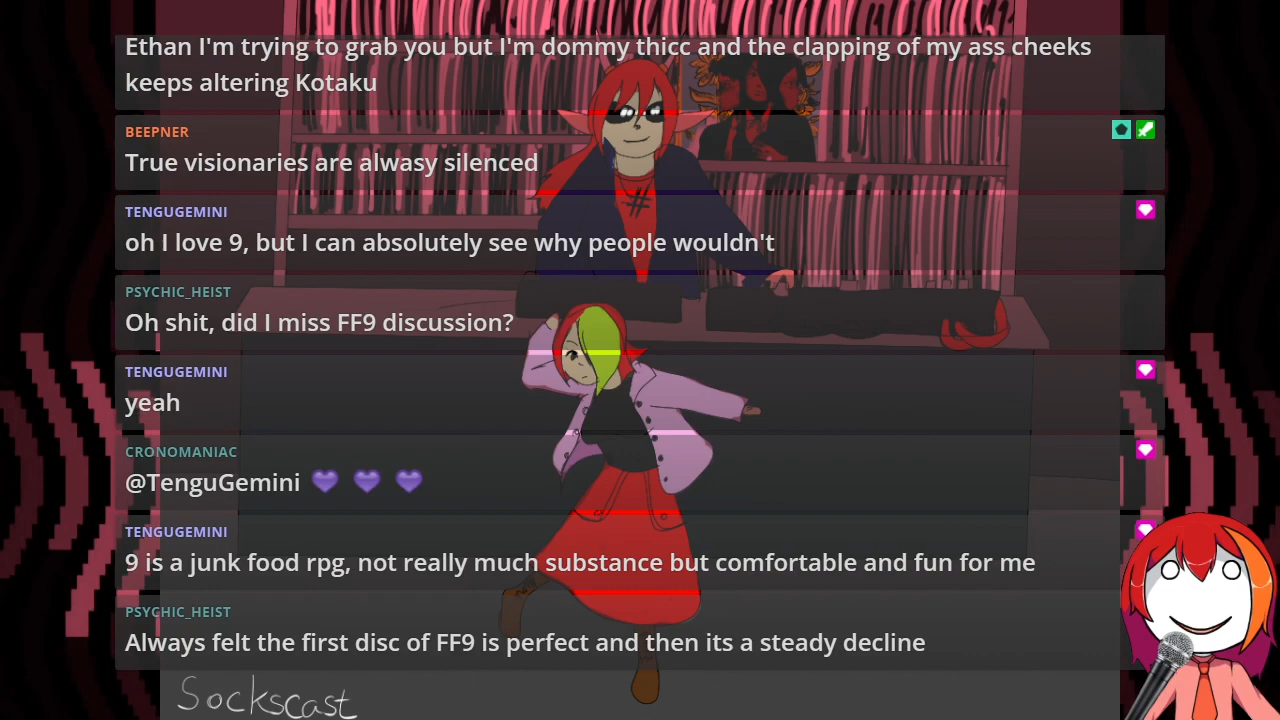 Ethan I'm trying to grab you but I'm dommy thicc and the clapping of my ass cheeks
keeps altering Kotaku
BEEPNER
True visionaries are alwasy silenced
TENGUGEMINI
oh I love 9, but I can absolutely see why people wouldn't
PSYCHIC_HEIST
Oh shit, did I miss FF9 discussion?
TENGUGEMINI
yeah
CRONOMANIAC
@TenguGemini 💜 💜 💜
TENGUGEMINI
9 is a junk food rpg, not really much substance but comfortable and fun for me
PSYCHIC_HEIST
Always felt the first disc of FF9 is perfect and then its a steady decline
Sockscast